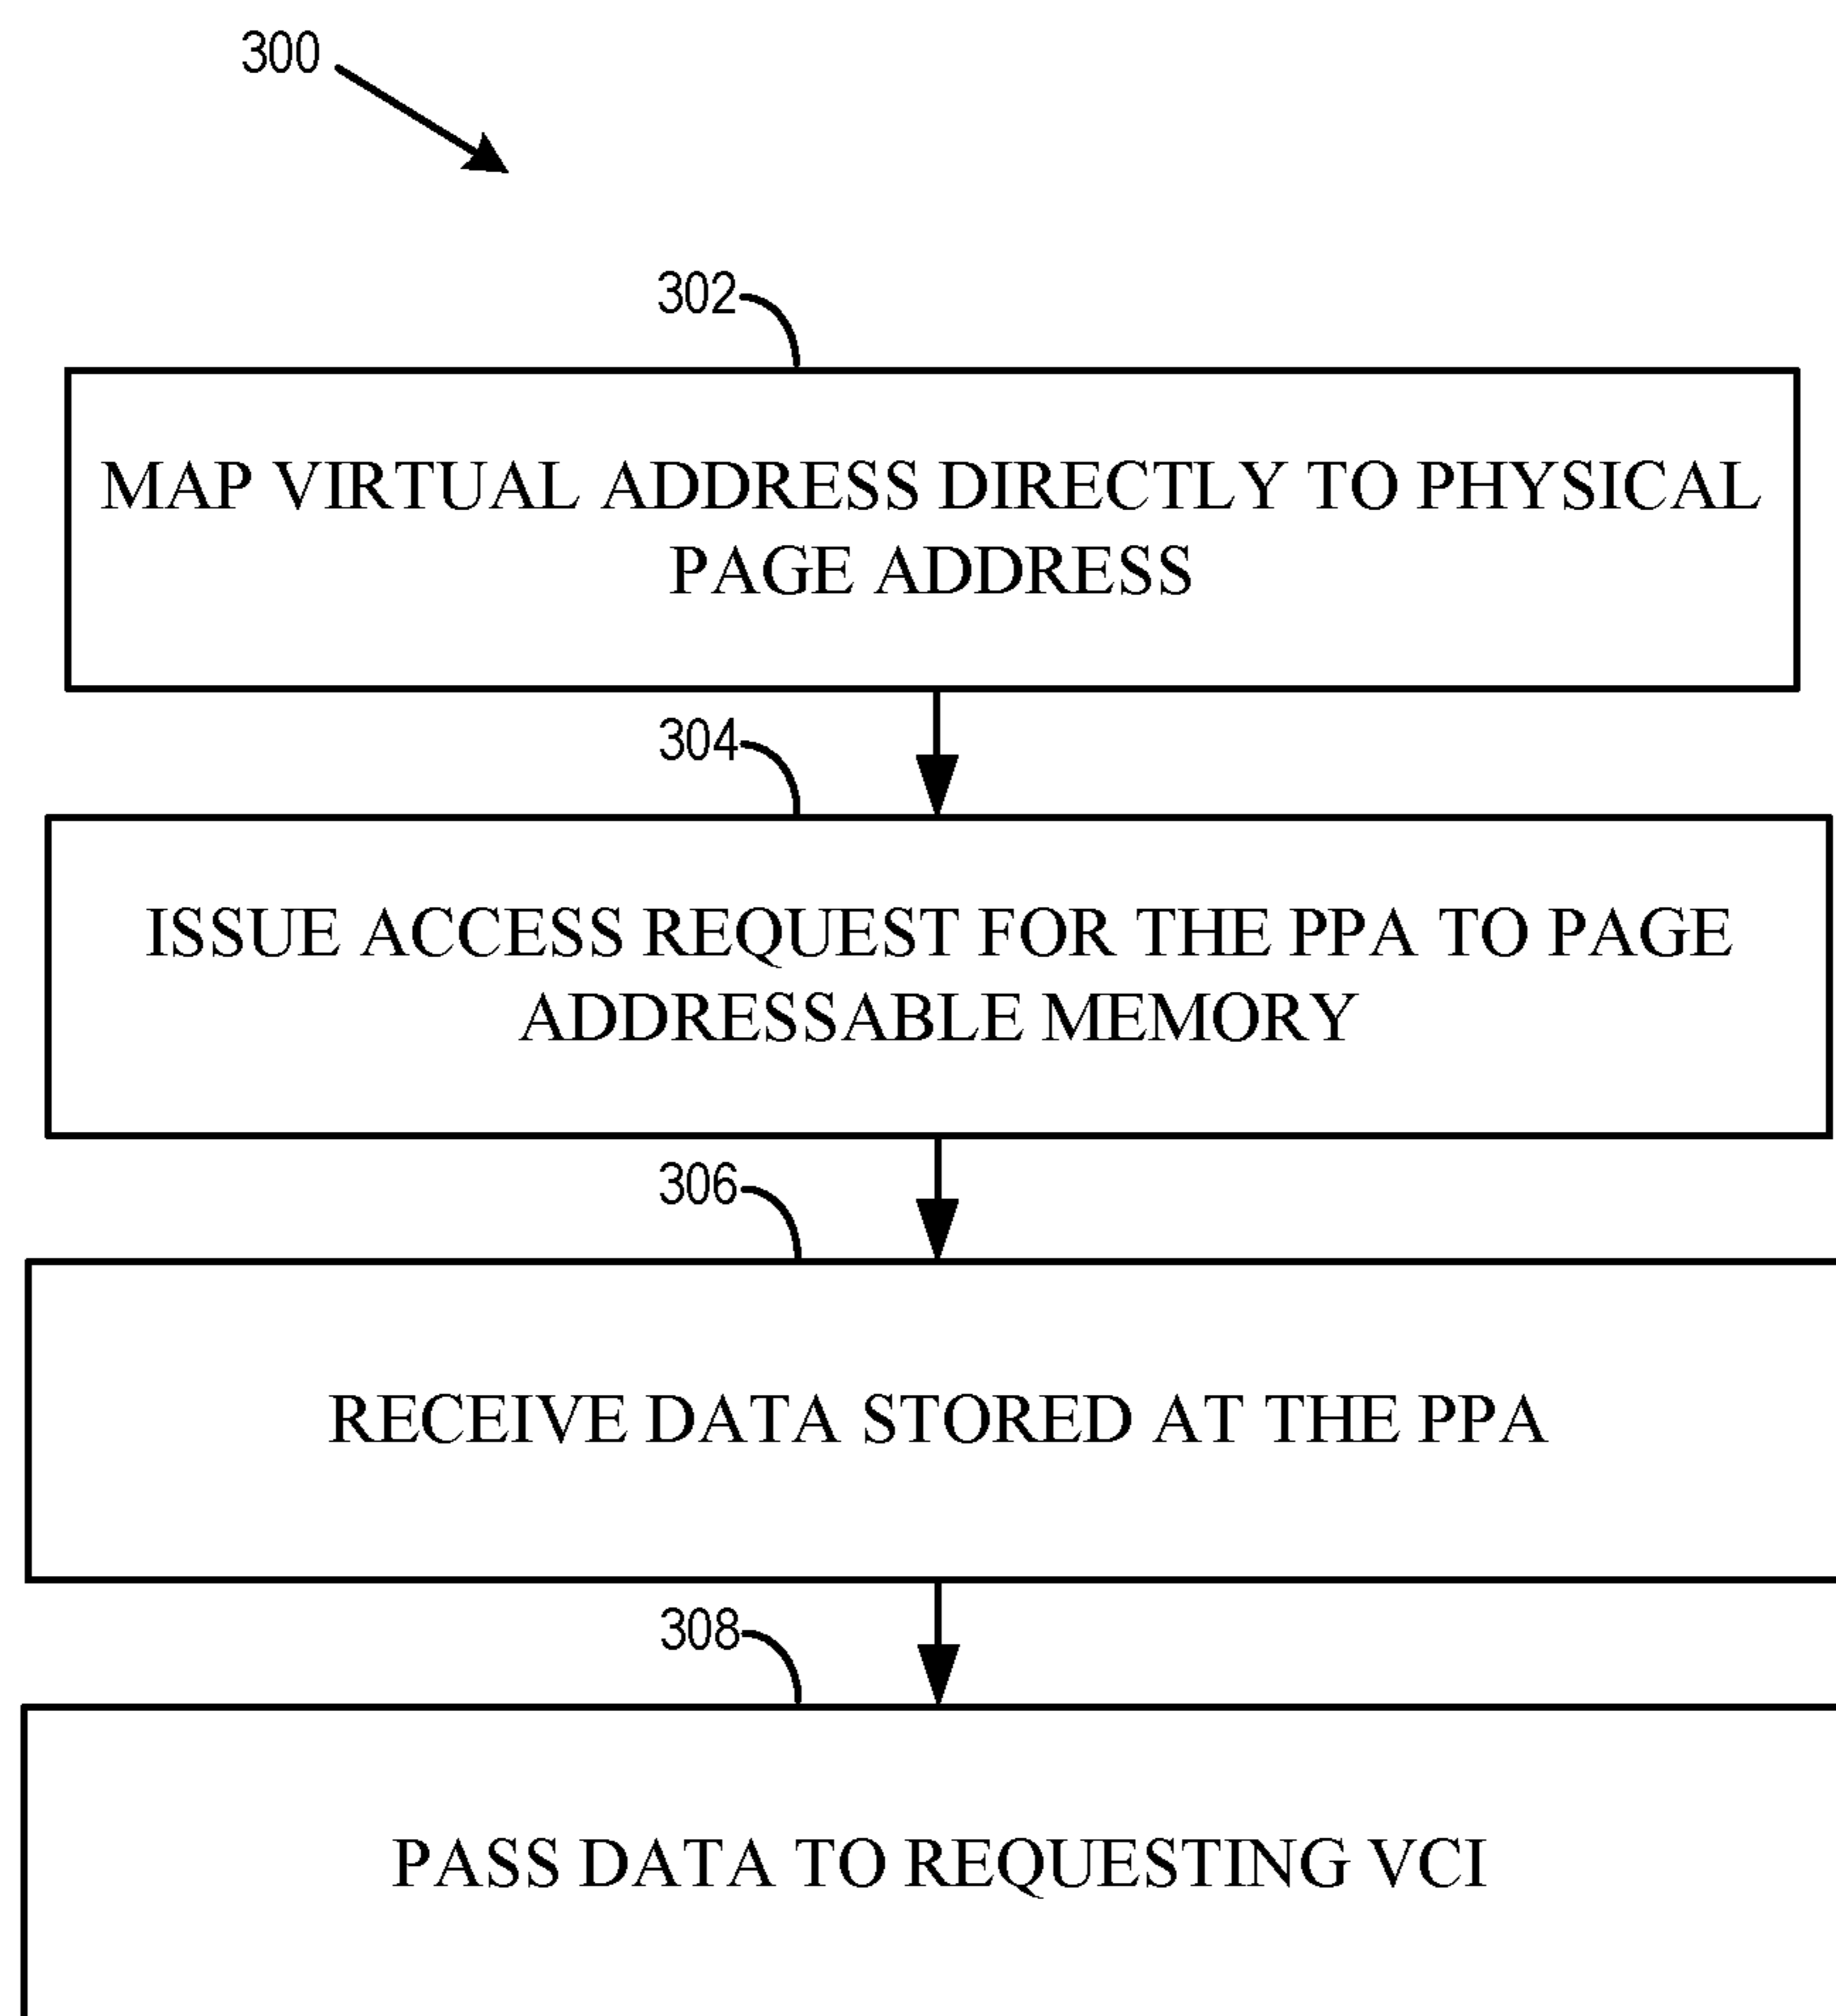 300
302
MAP VIRTUAL ADDRESS DIRECTLY TO PHYSICAL
PAGE ADDRESS
304
ISSUE ACCESS REQUEST FOR THE PPA TO PAGE
ADDRESSABLE MEMORY
306
RECEIVE DATA STORED AT THE PPA
308
PASS DATA TO REQUESTING VCI